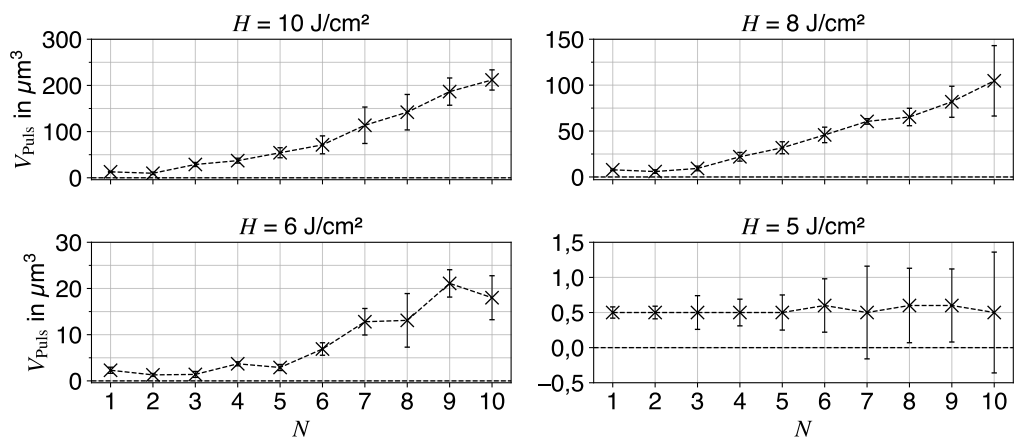 H = 10 J/cm²
300
200
100
0
V_Puls in μm³
H = 8 J/cm²
150
100
50
0
H = 6 J/cm²
30
20
10
0
V_Puls in μm³
1 2 3 4 5 6 7 8 9 10
N
H = 5 J/cm²
1,5
1,0
0,5
0,0
−0,5
1 2 3 4 5 6 7 8 9 10
N